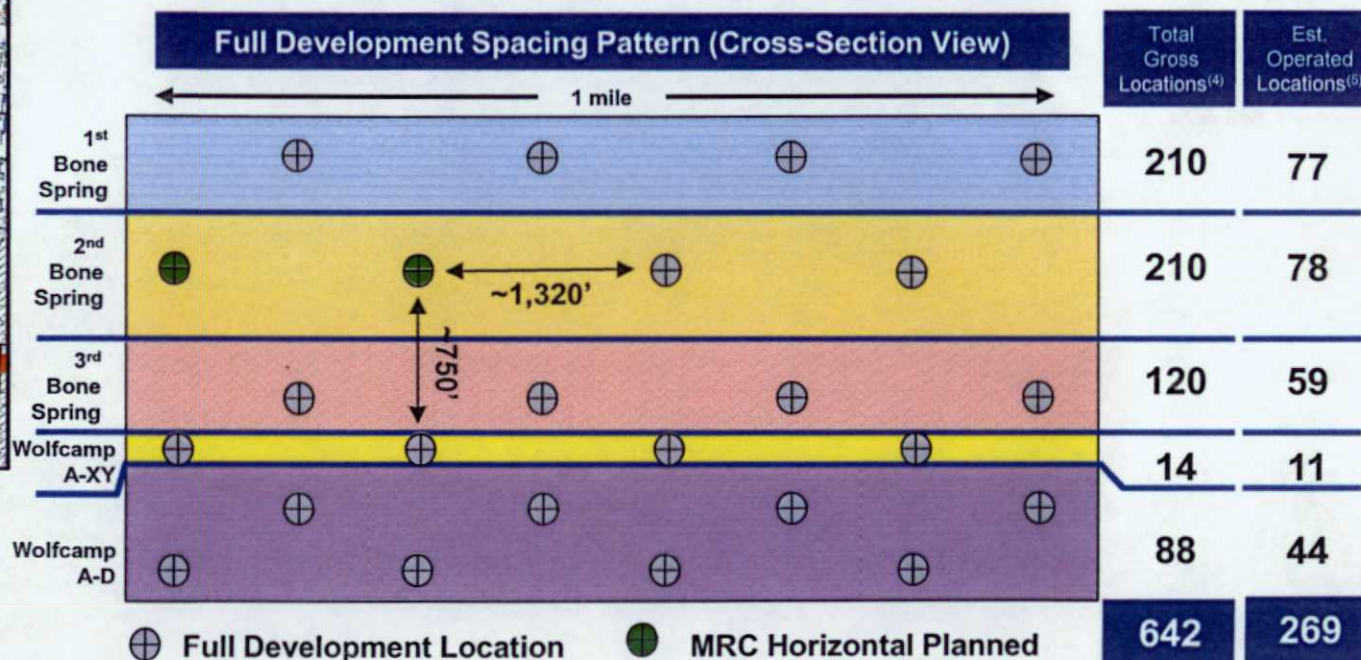 Full Development Spacing Pattern (Cross-Section View)
Total
Gross
Locations(4)
Est.
Operated
Locations(5)
1 mile
1st
Bone
Spring
210
77
2nd
Bone
Spring
~1,320'
~750'
210
78
3rd
Bone
Spring
120
59
Wolfcamp
A-XY
14
11
Wolfcamp
A-D
88
44
Full Development Location
MRC Horizontal Planned
642
269